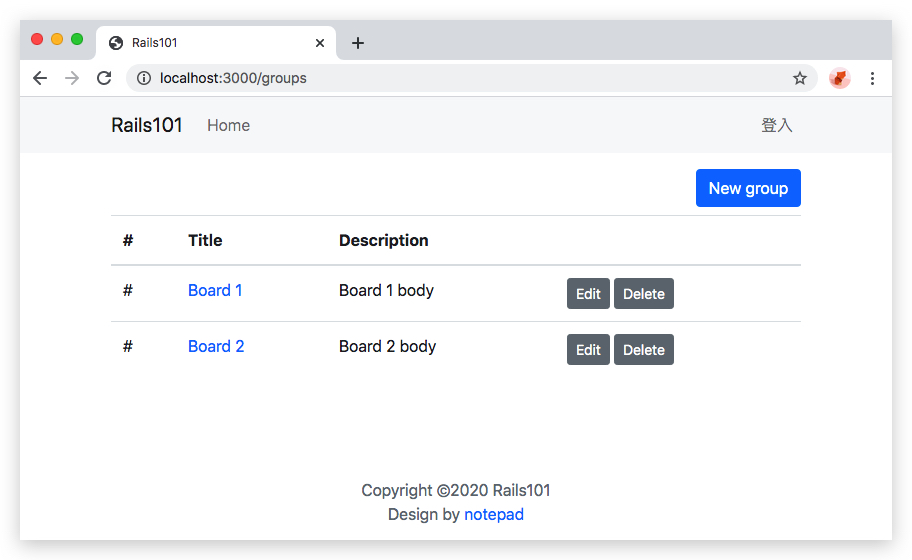 Rails101
localhost:3000/groups
Rails101 Home 登入
New group
# Title Description
# Board 1 Board 1 body Edit Delete
# Board 2 Board 2 body Edit Delete
Copyright ©2020 Rails101
Design by notepad